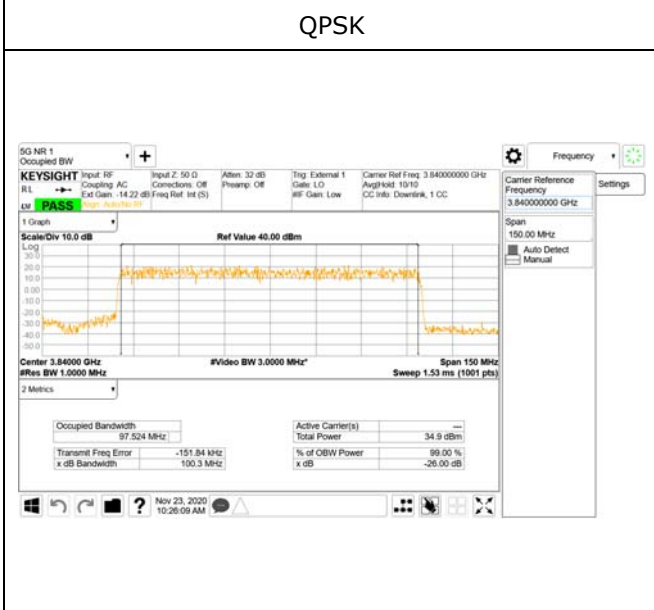 QPSK
5G NR 1
Occupied BW
Frequency
KEYSIGHT
Input: RF
Coupling: AC
Ext Gain: -14.22 dB
Align: Auto/No RF
Input Z: 50 Ω
Corrections: Off
Freq Ref: Int (S)
Atten: 32 dB
Preamp: Off
Trig: External 1
Gate: LO
#IF Gain: Low
Carrier Ref Freq: 3.840000000 GHz
Avg|Hold: 10/10
CC Info: Downlink, 1 CC
RL
PASS
Carrier Reference
Frequency
3.840000000 GHz
Settings
Span
150.00 MHz
Auto Detect
Manual
1 Graph
Scale/Div 10.0 dB
Ref Value 40.00 dBm
Log
30.0
20.0
10.0
0.00
-10.0
-20.0
-30.0
-40.0
-50.0
Center 3.84000 GHz
#Video BW 3.0000 MHz*
Span 150 MHz
#Res BW 1.0000 MHz
Sweep 1.53 ms (1001 pts)
2 Metrics
Occupied Bandwidth
97.524 MHz
Transmit Freq Error -151.84 kHz
x dB Bandwidth 100.3 MHz
Active Carrier(s) —
Total Power 34.9 dBm
% of OBW Power 99.00 %
x dB -26.00 dB
Nov 23, 2020
10:26:09 AM